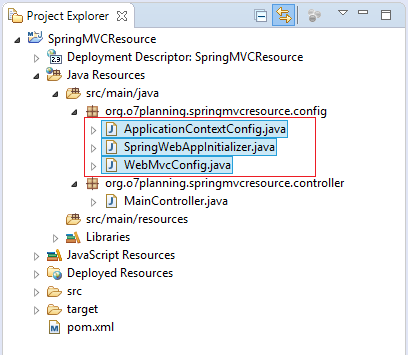 Project Explorer
SpringMVCResource
Deployment Descriptor: SpringMVCResource
Java Resources
src/main/java
org.o7planning.springmvcresource.config
ApplicationContextConfig.java
SpringWebAppInitializer.java
WebMvcConfig.java
org.o7planning.springmvcresource.controller
MainController.java
src/main/resources
Libraries
JavaScript Resources
Deployed Resources
src
target
pom.xml